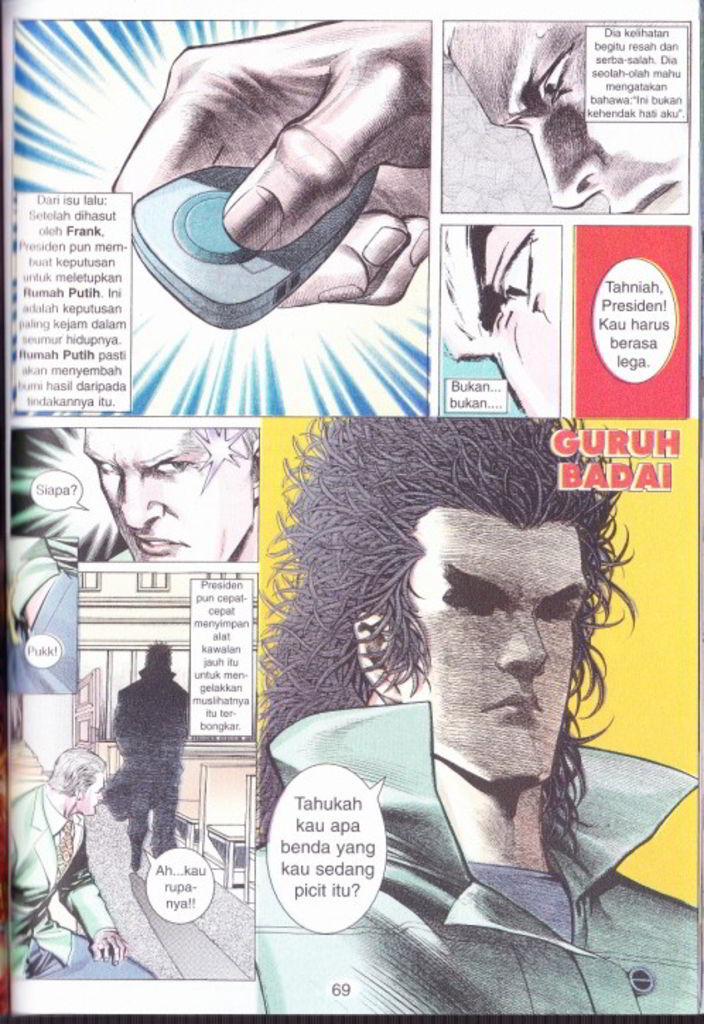 Dari isu lalu:
Setelah dihasut
oleh Frank,
Presiden pun mem-
buat keputusan
untuk meletupkan
Rumah Putih. Ini
adalah keputusan
paling kejam dalam
seumur hidupnya.
Rumah Putih pasti
akan menyembah
bumi hasil daripada
tindakannya itu.
Dia kelihatan
begitu resah dan
serba-salah. Dia
seolah-olah mahu
mengatakan
bahawa:"Ini bukan
kehendak hati aku".
Bukan...
bukan....
Tahniah,
Presiden!
Kau harus
berasa
lega.
Siapa?
Pukk!
Presiden
pun cepat-
cepat
menyimpan
alat
kawalan
jauh itu
untuk men-
gelakkan
muslihatnya
itu ter-
bongkar.
Ah...kau
rupa-
nya!!
GURUH
BADAI
Tahukah
kau apa
benda yang
kau sedang
picit itu?
69